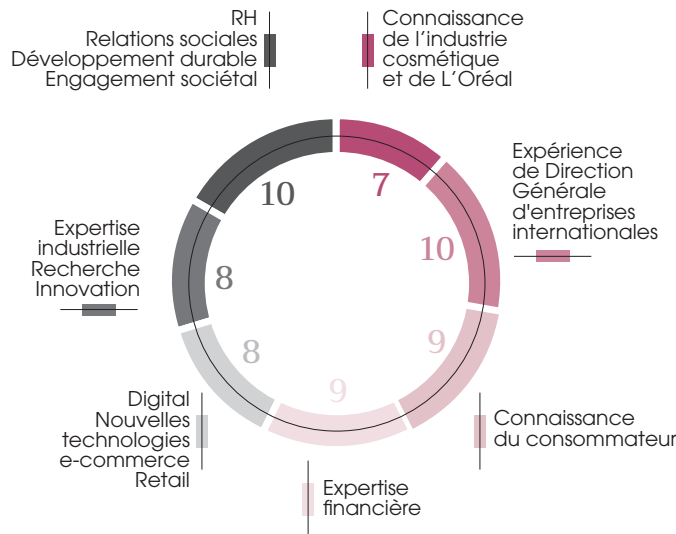 RH
Relations sociales
Développement durable
Engagement sociétal
Connaissance
de l'industrie
cosmétique
et de L'Oréal
Expérience
de Direction
Générale
d'entreprises
internationales
10
7
10
Expertise
industrielle
Recherche
Innovation
8
9
8
9
Digital
Nouvelles
technologies
e-commerce
Retail
Expertise
financière
Connaissance
du consommateur